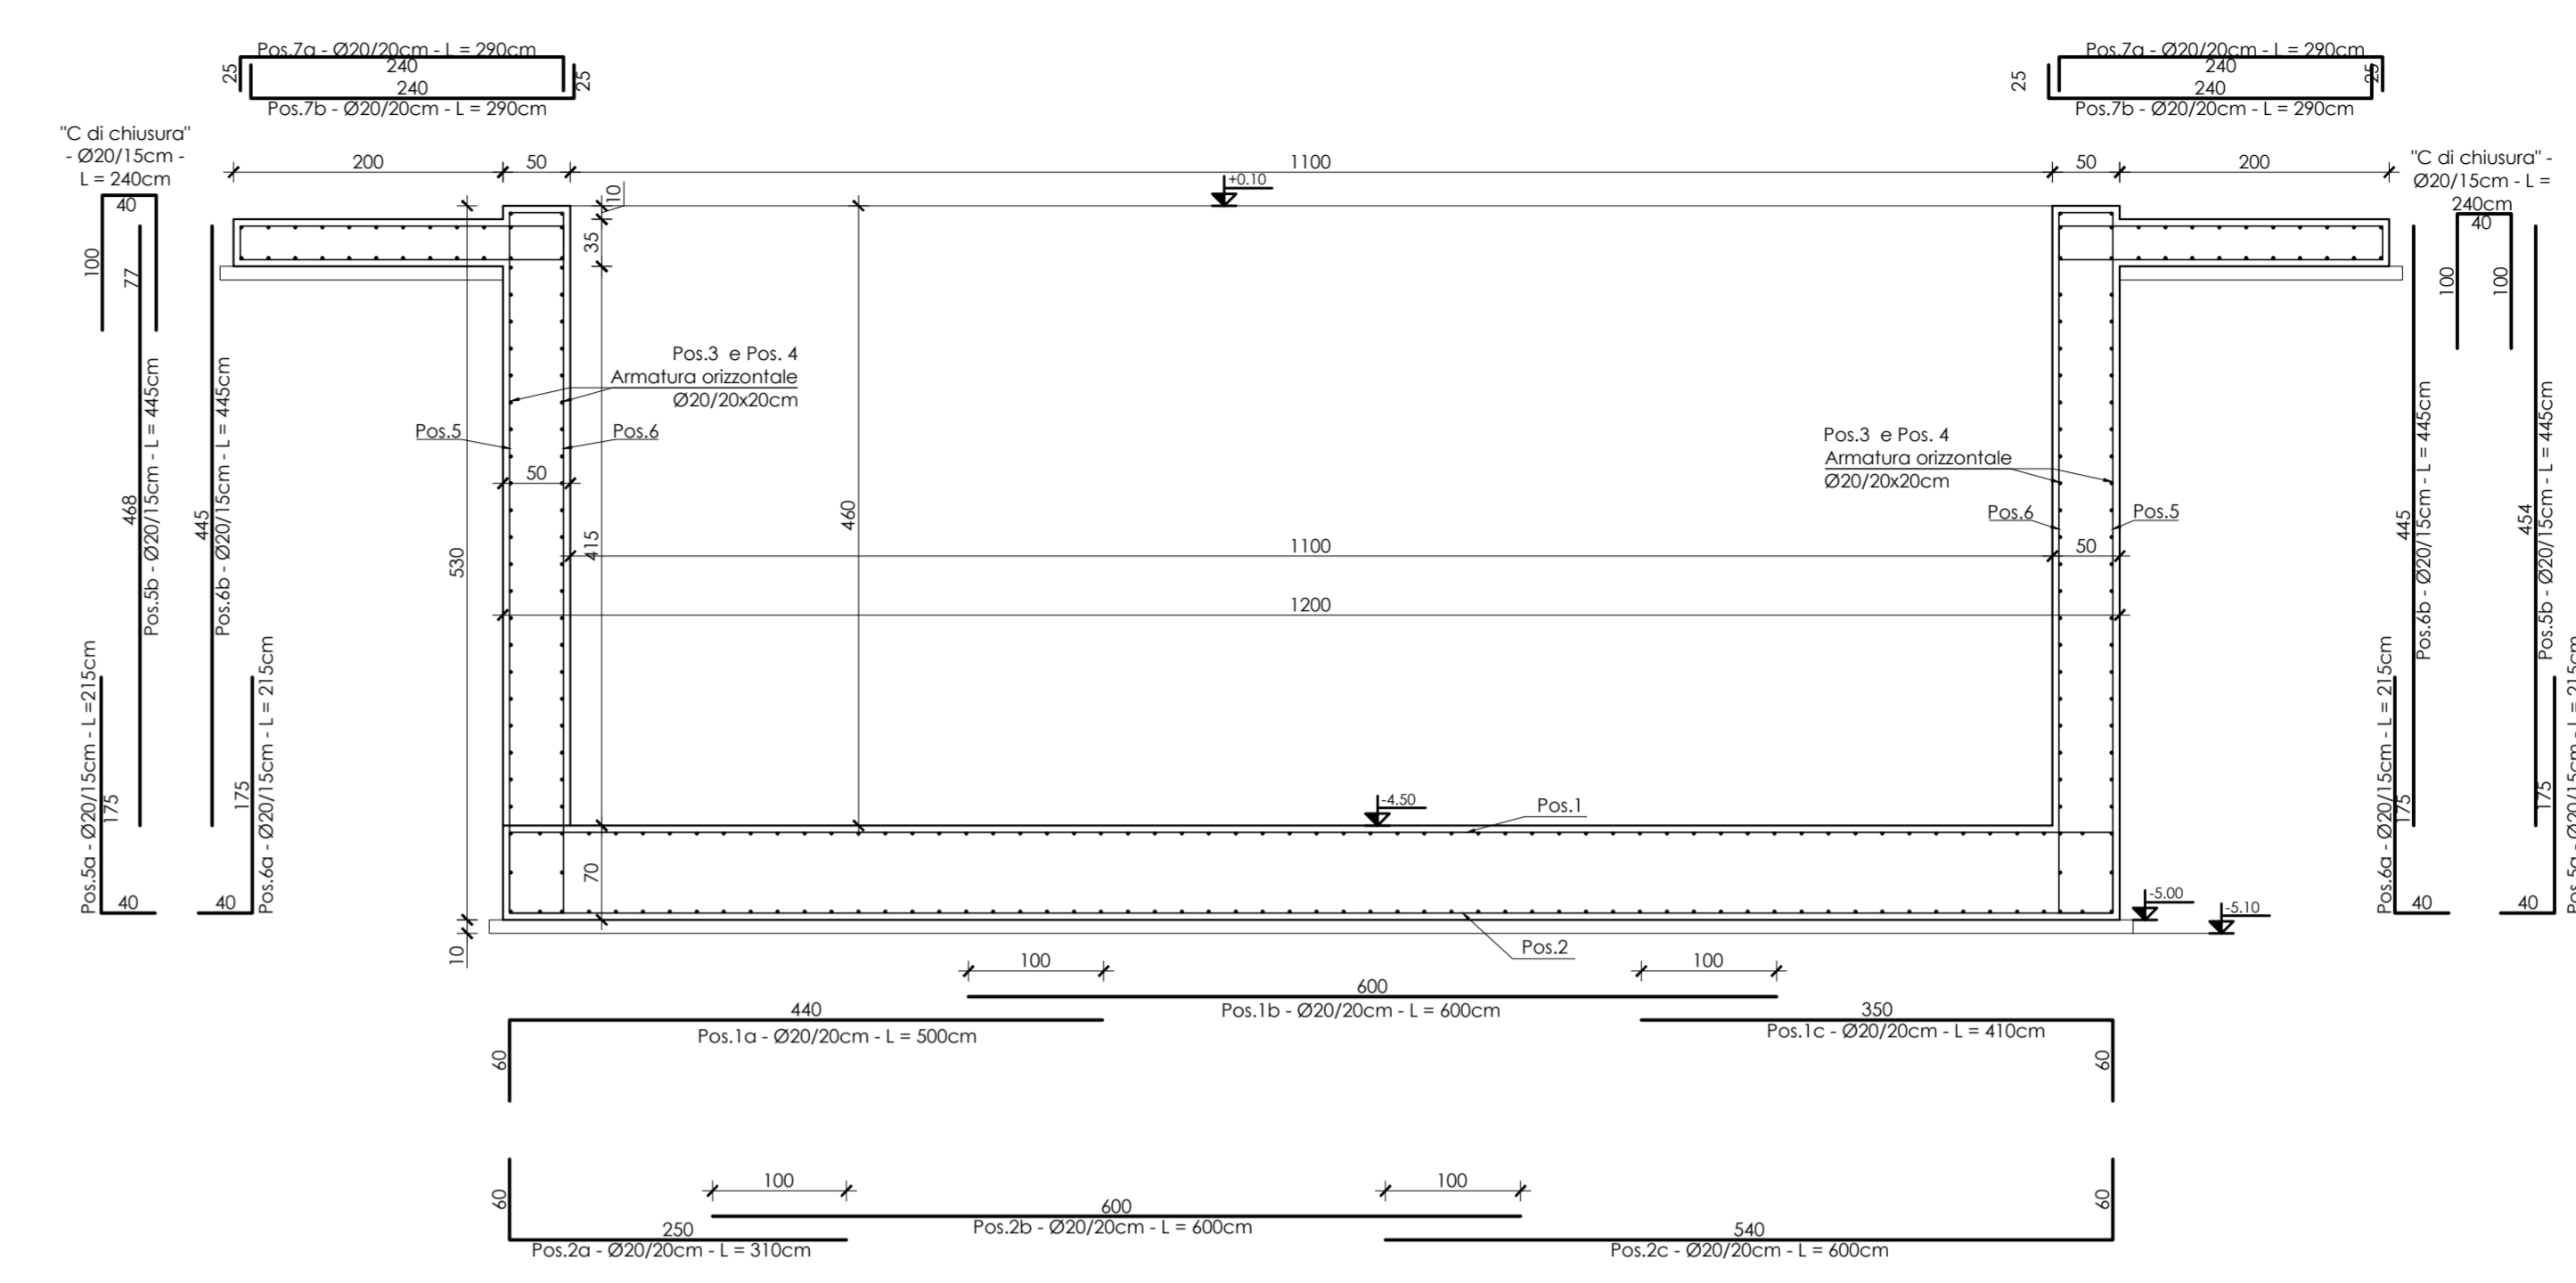 Pos.7a - Ø20/20cm - L = 290cm
240
25
25
240
Pos.7b - Ø20/20cm - L = 290cm
Pos.7a - Ø20/20cm - L = 290cm
240
25
25
240
Pos.7b - Ø20/20cm - L = 290cm
"C di chiusura"
- Ø20/15cm -
L = 240cm
40
100
77
468
Pos.5b - Ø20/15cm - L = 445cm
445
Pos.6b - Ø20/15cm - L = 445cm
Pos.5a - Ø20/15cm - L =215cm
175
40
175
40
Pos.6a - Ø20/15cm - L = 215cm
200
50
1100
50
200
10
+0.10
35
Pos.3 e Pos. 4
Armatura orizzontale
Ø20/20x20cm
Pos.5
Pos.6
50
530
415
460
1100
50
1200
Pos.3 e Pos. 4
Armatura orizzontale
Ø20/20x20cm
Pos.6
Pos.5
-4.50
Pos.1
70
10
-5.00
-5.10
Pos.2
"C di chiusura" -
Ø20/15cm - L =
240cm
40
100
100
445
Pos.6b - Ø20/15cm - L = 445cm
454
Pos.5b - Ø20/15cm - L = 445cm
Pos.6a - Ø20/15cm - L = 215cm
175
40
175
40
Pos.5a - Ø20/15cm - L = 215cm
100
100
600
Pos.1b - Ø20/20cm - L = 600cm
440
Pos.1a - Ø20/20cm - L = 500cm
350
Pos.1c - Ø20/20cm - L = 410cm
60
60
60
60
100
100
600
Pos.2b - Ø20/20cm - L = 600cm
250
Pos.2a - Ø20/20cm - L = 310cm
540
Pos.2c - Ø20/20cm - L = 600cm